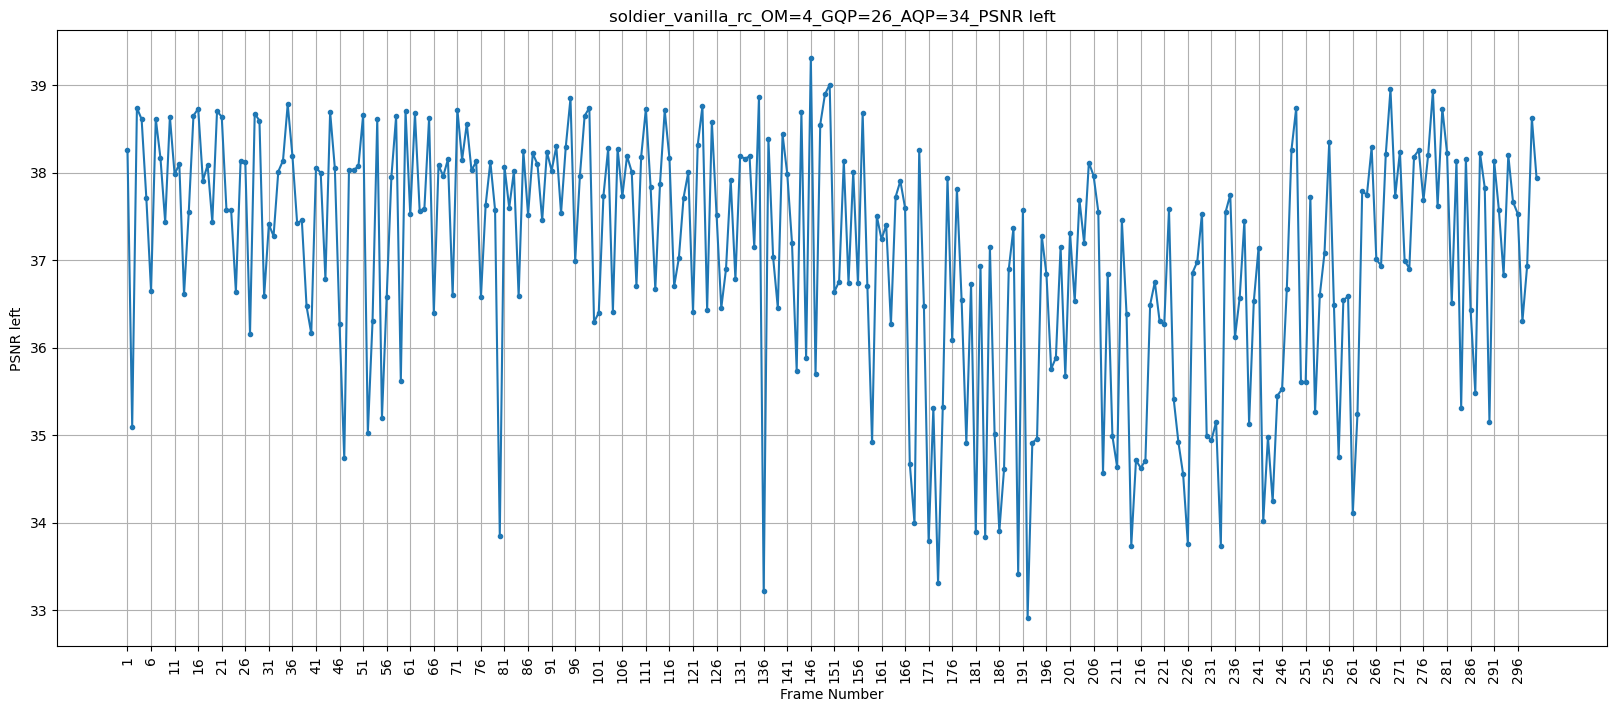 soldier_vanilla_rc_OM=4_GQP=26_AQP=34_PSNR left
PSNR left
39
38
37
36
35
34
33
1 6 11 16 21 26 31 36 41 46 51 56 61 66 71 76 81 86 91 96 101 106 111 116 121 126 131 136 141 146 151 156 161 166 171 176 181 186 191 196 201 206 211 216 221 226 231 236 241 246 251 256 261 266 271 276 281 286 291 296
Frame Number